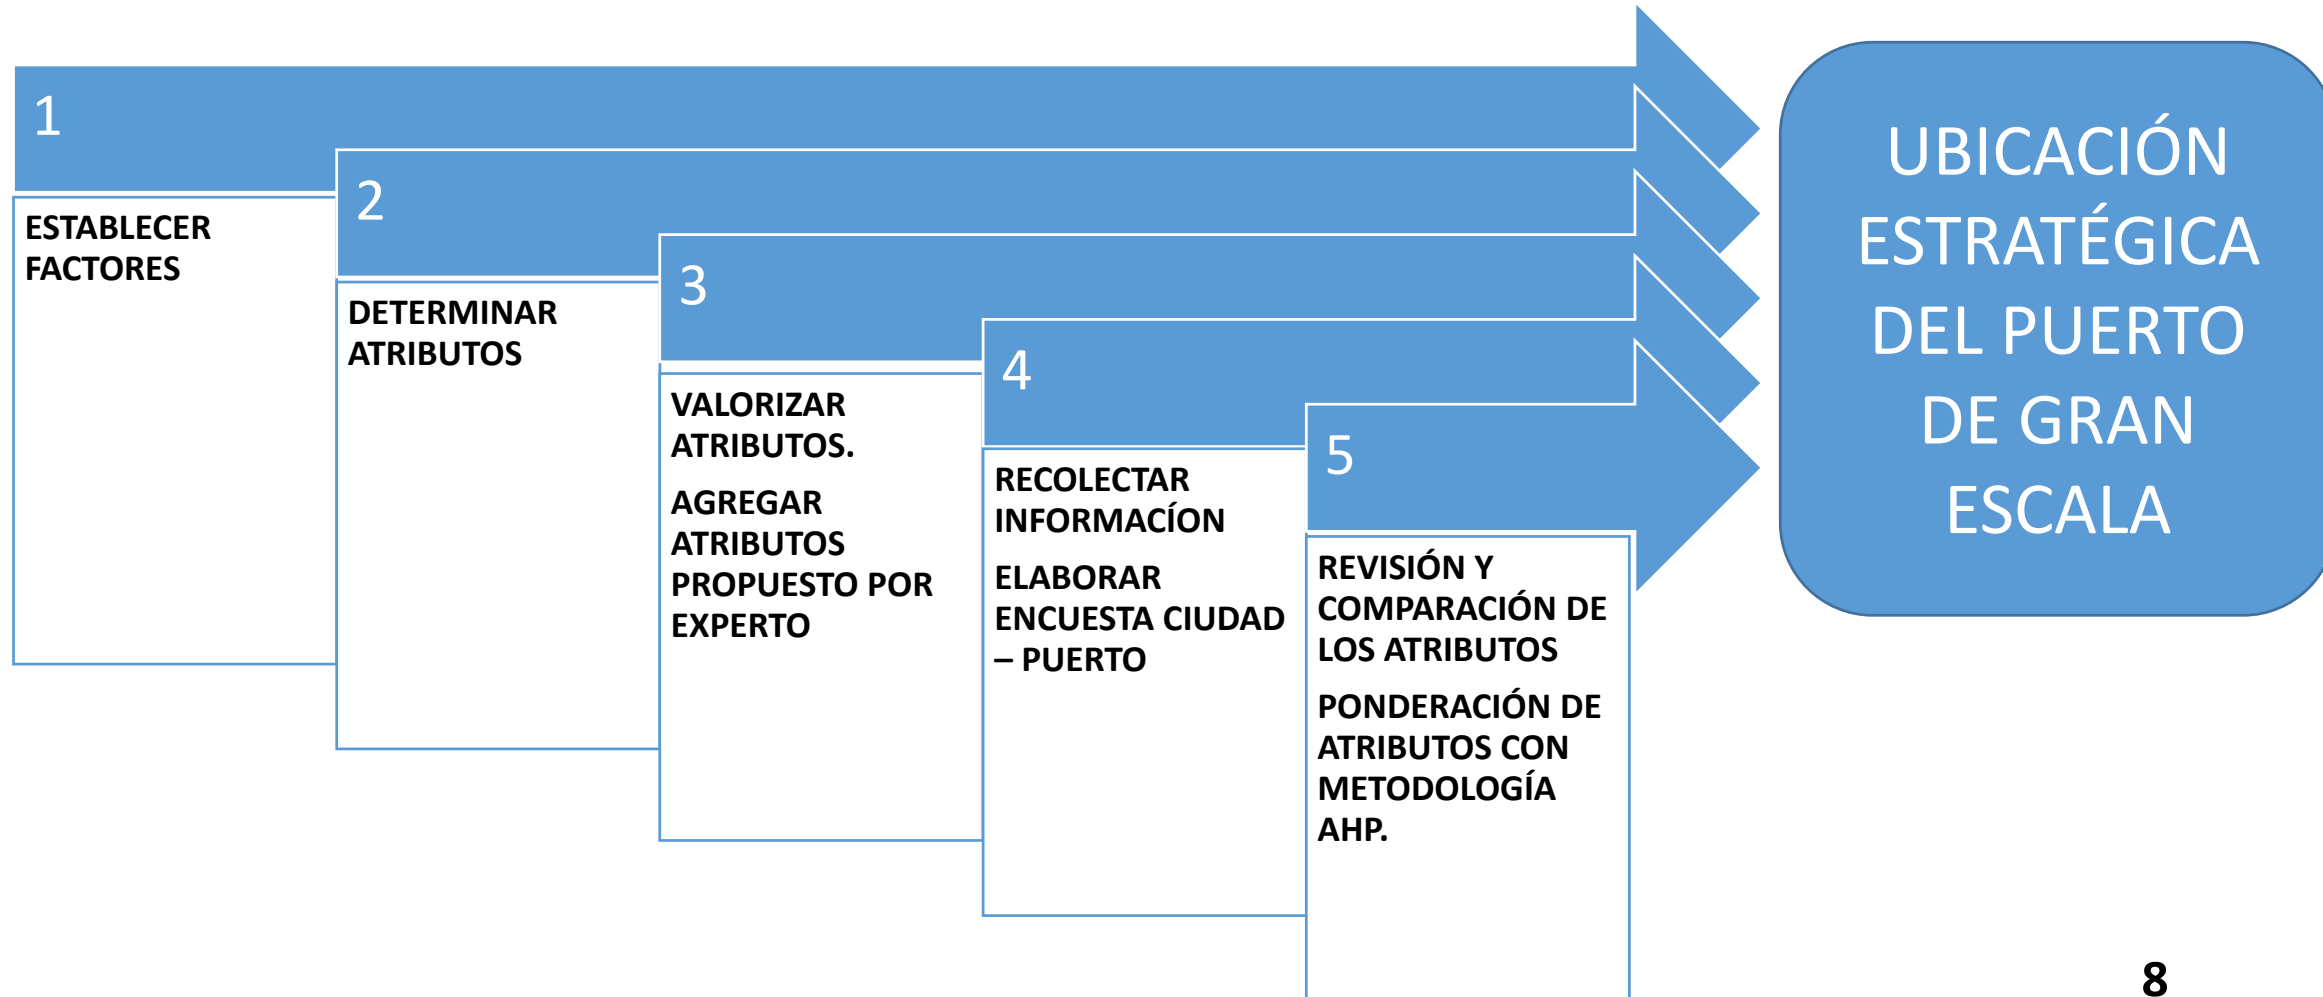 1
ESTABLECER
FACTORES
2
DETERMINAR
ATRIBUTOS
3
VALORIZAR
ATRIBUTOS.
AGREGAR
ATRIBUTOS
PROPUESTO POR
EXPERTO
4
RECOLECTAR
INFORMACÍON
ELABORAR
ENCUESTA CIUDAD
– PUERTO
5
REVISIÓN Y
COMPARACIÓN DE
LOS ATRIBUTOS
PONDERACIÓN DE
ATRIBUTOS CON
METODOLOGÍA
AHP.
UBICACIÓN
ESTRATÉGICA
DEL PUERTO
DE GRAN
ESCALA
8